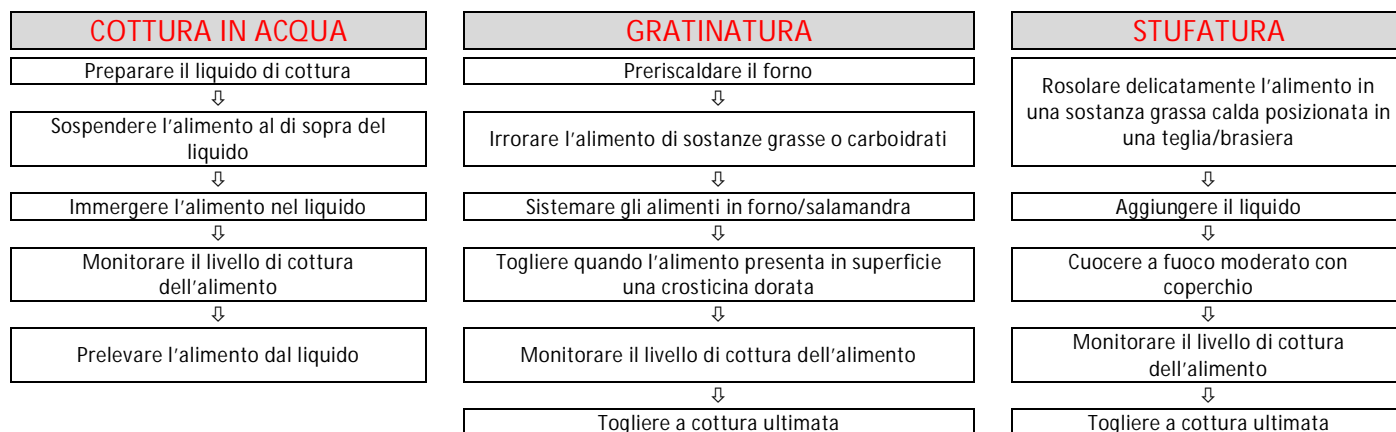 COTTURA IN ACQUA
Preparare il liquido di cottura
⇩
Sospendere l'alimento al di sopra del
liquido
⇩
Immergere l'alimento nel liquido
⇩
Monitorare il livello di cottura
dell'alimento
⇩
Prelevare l'alimento dal liquido
GRATINATURA
Preriscaldare il forno
⇩
Irrorare l'alimento di sostanze grasse o carboidrati
⇩
Sistemare gli alimenti in forno/salamandra
⇩
Togliere quando l'alimento presenta in superficie
una crosticina dorata
⇩
Monitorare il livello di cottura dell'alimento
⇩
Togliere a cottura ultimata
STUFATURA
Rosolare delicatamente l'alimento in
una sostanza grassa calda posizionata in
una teglia/brasiera
⇩
Aggiungere il liquido
⇩
Cuocere a fuoco moderato con
coperchio
⇩
Monitorare il livello di cottura
dell'alimento
⇩
Togliere a cottura ultimata